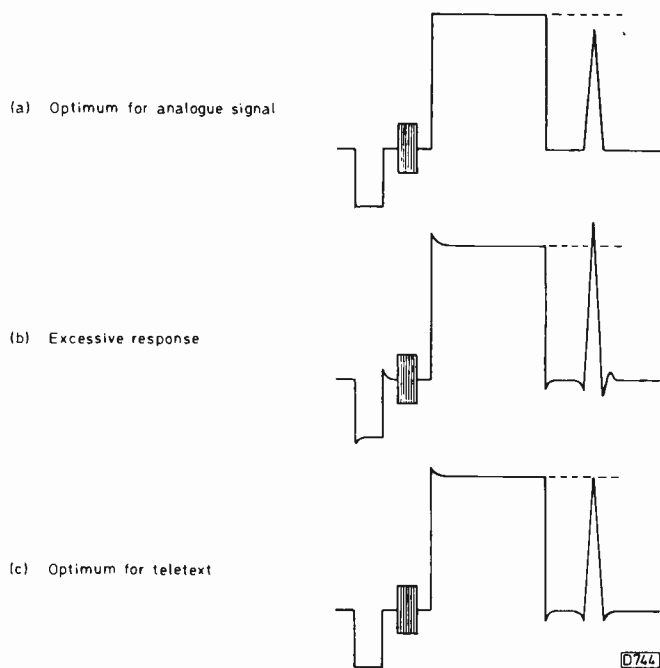 (a) Optimum for analogue signal
(b) Excessive response
(c) Optimum for teletext
D744